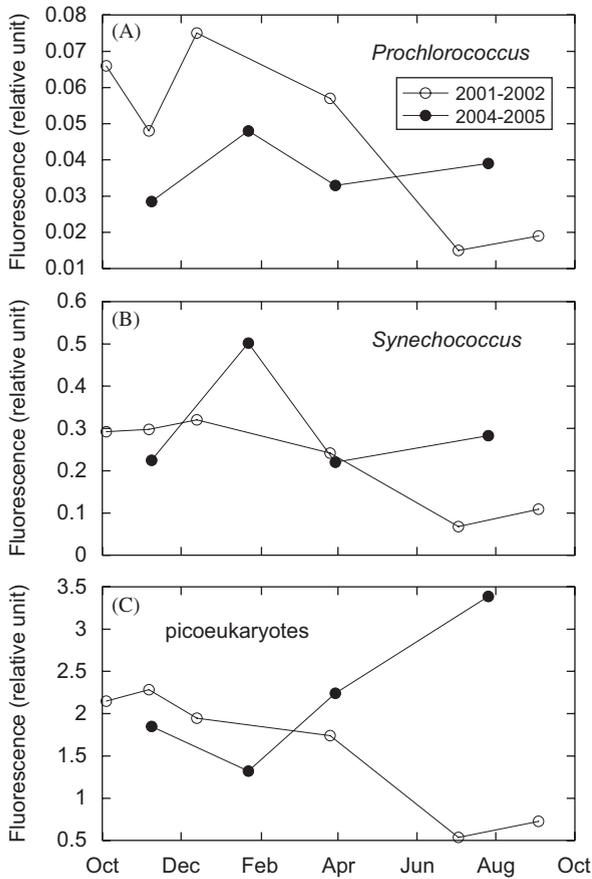 Fluorescence (relative unit)
0.08
0.07
0.06
0.05
0.04
0.03
0.02
0.01
(A)
Prochlorococcus
2001-2002
2004-2005
Fluorescence (relative unit)
0.6
0.5
0.4
0.3
0.2
0.1
0
(B)
Synechococcus
Fluorescence (relative unit)
3.5
3
2.5
2
1.5
1
0.5
(C)
picoeukaryotes
Oct Dec Feb Apr Jun Aug Oct